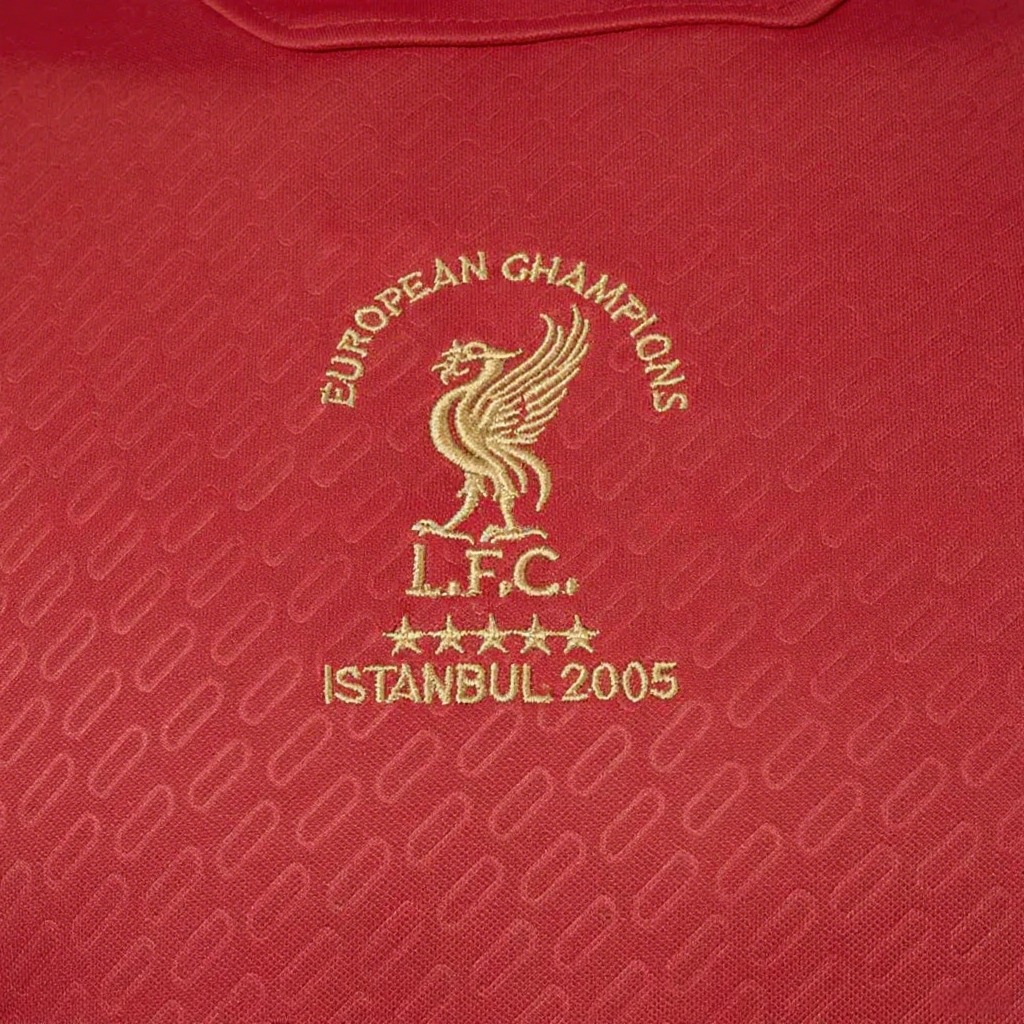 EUROPEAN CHAMPIONS
L.F.C.
ISTANBUL 2005